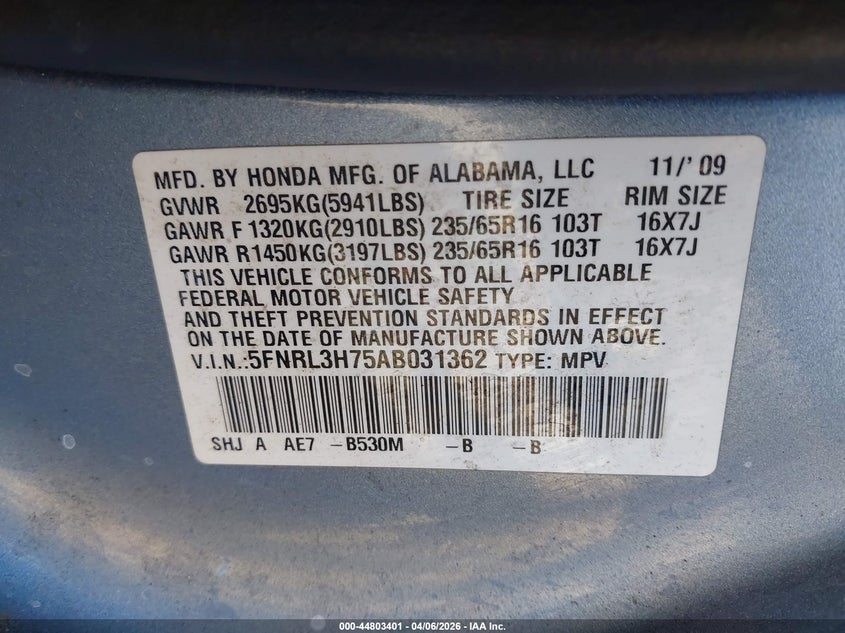 MFD. BY HONDA MFG. OF ALABAMA, LLC 11/' 09
GVWR 2695KG(5941LBS) TIRE SIZE RIM SIZE
GAWR F 1320KG(2910LBS) 235/65R16 103T 16X7J
GAWR R1450KG(3197LBS) 235/65R16 103T 16X7J
THIS VEHICLE CONFORMS TO ALL APPLICABLE
FEDERAL MOTOR VEHICLE SAFETY
AND THEFT PREVENTION STANDARDS IN EFFECT
ON THE DATE OF MANUFACTURE SHOWN ABOVE.
V.I.N.:5FNRL3H75AB031362 TYPE: MPV
SHJ A AE7 -B530M -B -B
000-44803401 - 04/06/2026 - IAA Inc.